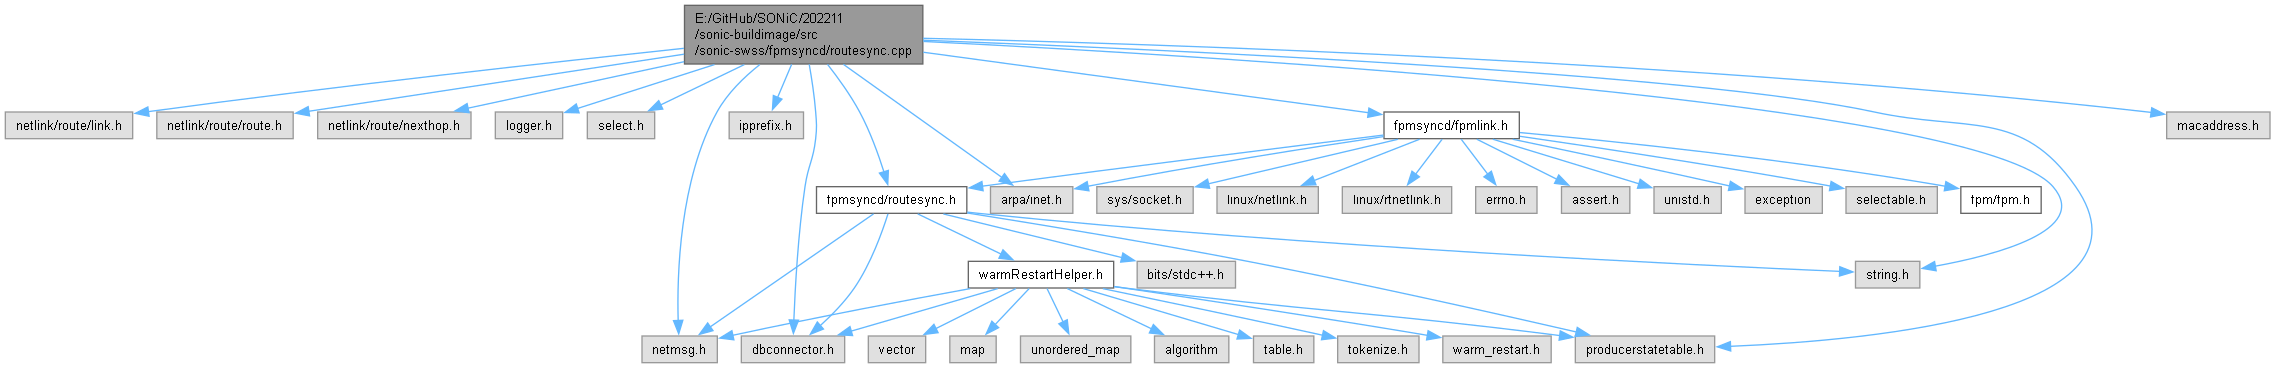 E:/GitHub/SONiC/202211
/sonic-buildimage/src
/sonic-swss/fpmsyncd/routesync.cpp
netlink/route/link.h
netlink/route/route.h
netlink/route/nexthop.h
logger.h
select.h
ipprefix.h
fpmsyncd/fpmlink.h
macaddress.h
fpmsyncd/routesync.h
arpa/inet.h
sys/socket.h
linux/netlink.h
linux/rtnetlink.h
errno.h
assert.h
unistd.h
exception
selectable.h
fpm/fpm.h
warmRestartHelper.h
bits/stdc++.h
string.h
netmsg.h
dbconnector.h
vector
map
unordered_map
algorithm
table.h
tokenize.h
warm_restart.h
producerstatetable.h